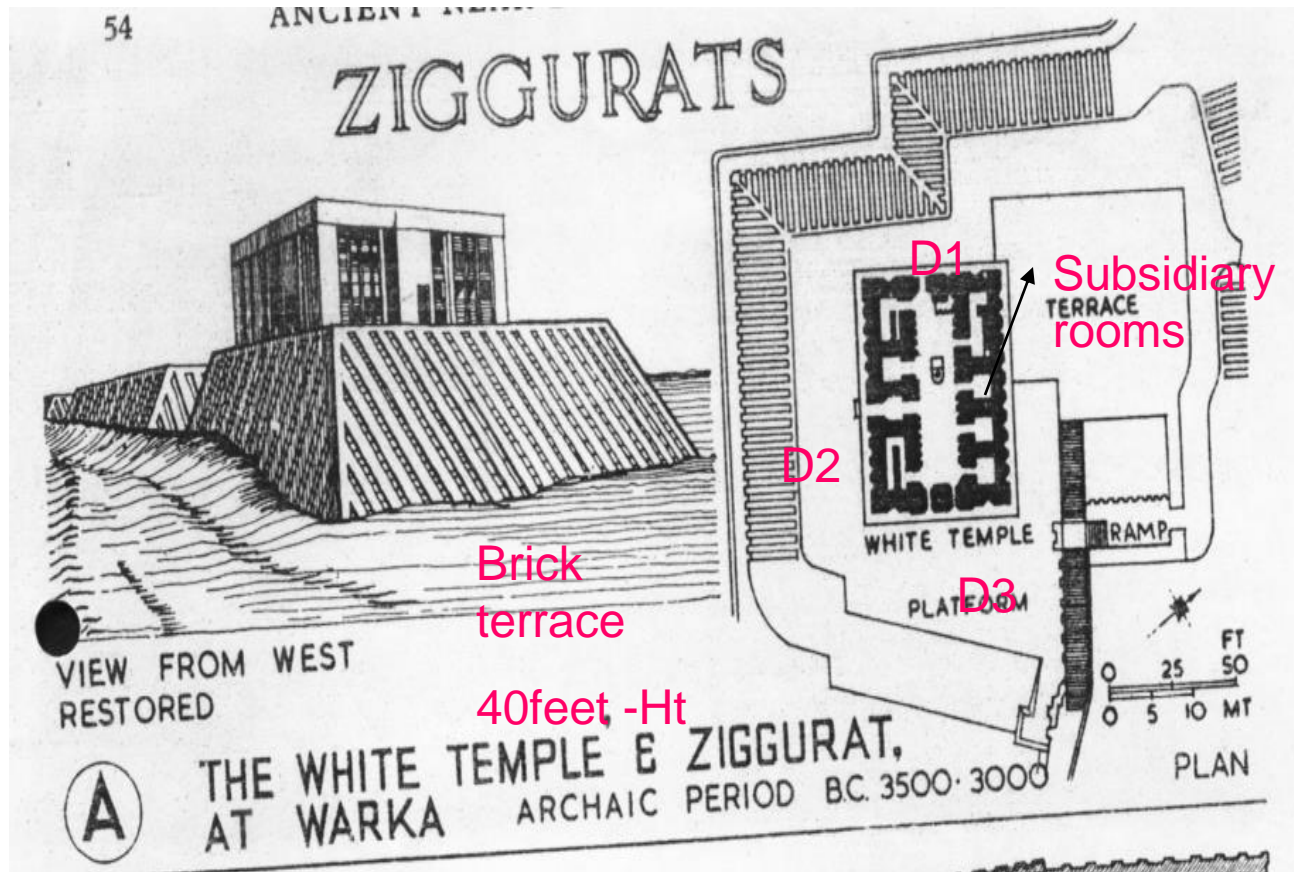 54
ANCIENT
ZIGGURATS
D1
Subsidiary
TERRACE
rooms
D2
WHITE TEMPLE
RAMP
Brick
terrace
PLATFORM
D3
40feet, -Ht
VIEW FROM WEST
RESTORED
FT
0 25 50
0 5 10 MT
PLAN
A
THE WHITE TEMPLE & ZIGGURAT,
AT WARKA ARCHAIC PERIOD B.C. 3500·3000